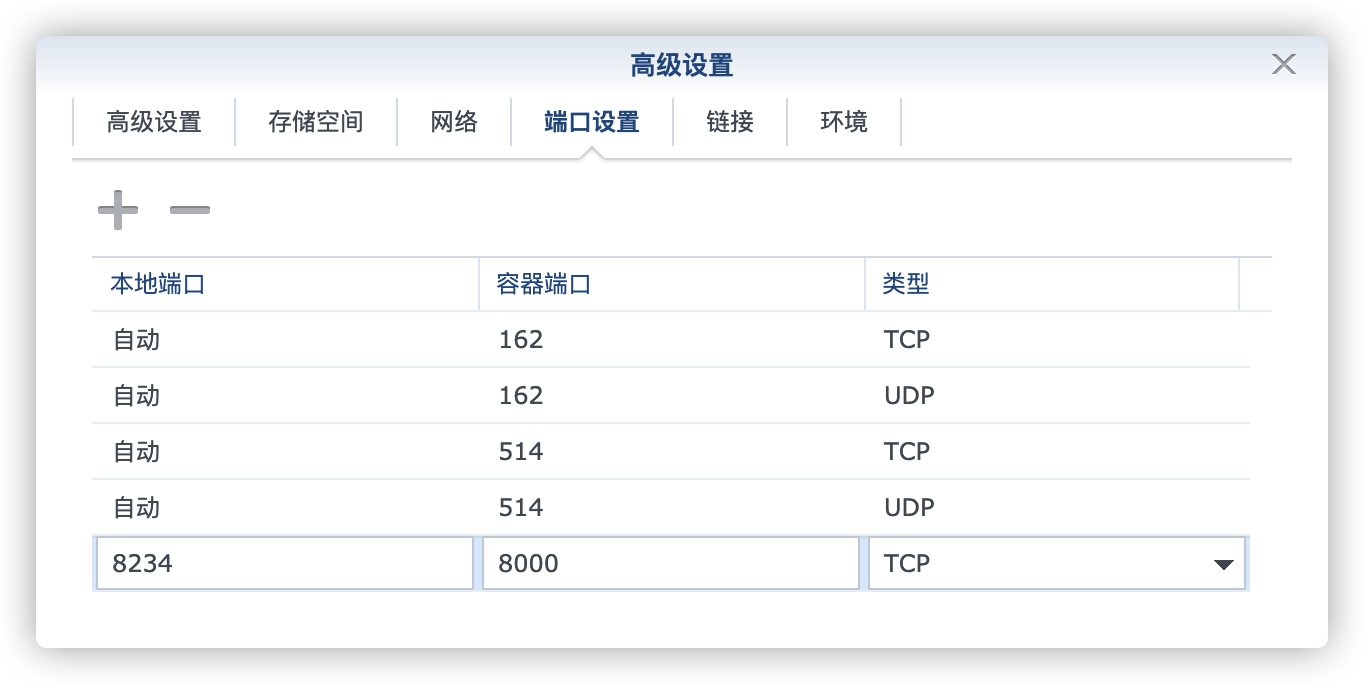 高级设置
高级设置 存储空间 网络 端口设置 链接 环境
本地端口 容器端口 类型
自动 162 TCP
自动 162 UDP
自动 514 TCP
自动 514 UDP
8234 8000 TCP